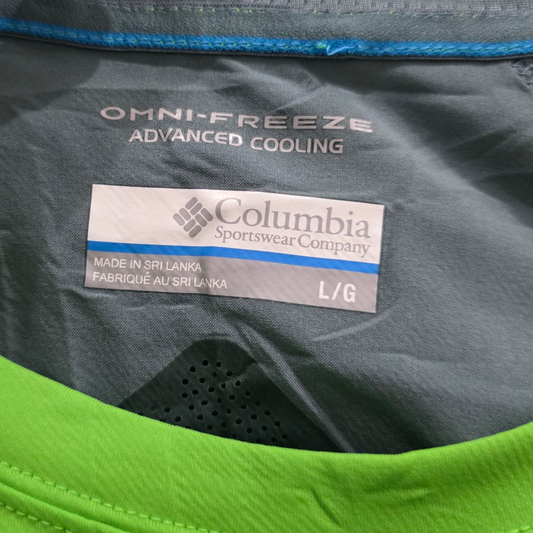 OMNI-FREEZE
ADVANCED COOLING
Columbia
Sportswear Company
MADE IN SRI LANKA
FABRIQUÉ AU SRI LANKA
L/G